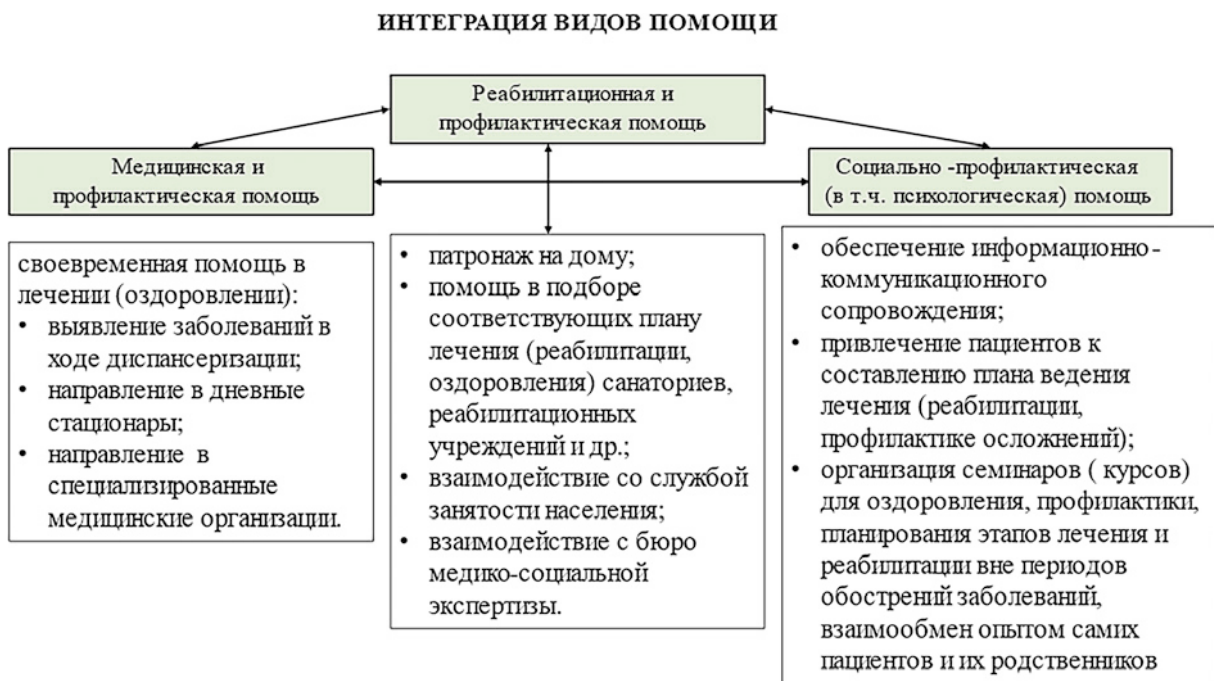 ИНТЕГРАЦИЯ ВИДОВ ПОМОЩИ
Реабилитационная и
профилактическая помощь
Медицинская и
профилактическая помощь
Социально -профилактическая
(в т.ч. психологическая) помощь
своевременная помощь в
лечении (оздоровлении):
• выявление заболеваний в
ходе диспансеризации;
• направление в дневные
стационары;
• направление в
специализированные
медицинские организации.
• патронаж на дому;
• помощь в подборе
соответствующих плану
лечения (реабилитации,
оздоровления) санаториев,
реабилитационных
учреждений и др.;
• взаимодействие со службой
занятости населения;
• взаимодействие с бюро
медико-социальной
экспертизы.
• обеспечение информационно-
коммуникационного
сопровождения;
• привлечение пациентов к
составлению плана ведения
лечения (реабилитации,
профилактике осложнений);
• организация семинаров ( курсов)
для оздоровления, профилактики,
планирования этапов лечения и
реабилитации вне периодов
обострений заболеваний,
взаимообмен опытом самих
пациентов и их родственников